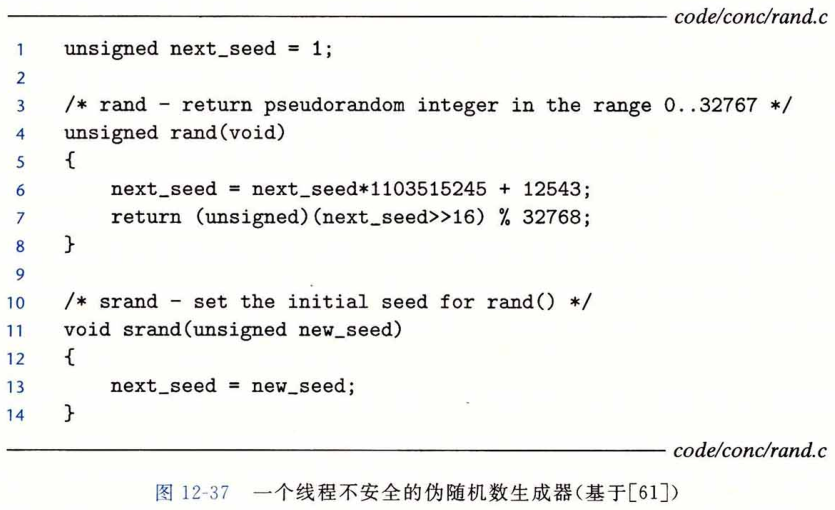 code/conc/rand.c
1 unsigned next_seed = 1;
2
3 /* rand - return pseudorandom integer in the range 0..32767 */
4 unsigned rand(void)
5 {
6     next_seed = next_seed*1103515245 + 12543;
7     return (unsigned)(next_seed>>16) % 32768;
8 }
9
10 /* srand - set the initial seed for rand() */
11 void srand(unsigned new_seed)
12 {
13     next_seed = new_seed;
14 }
code/conc/rand.c
图 12-37 一个线程不安全的伪随机数生成器(基于[61])